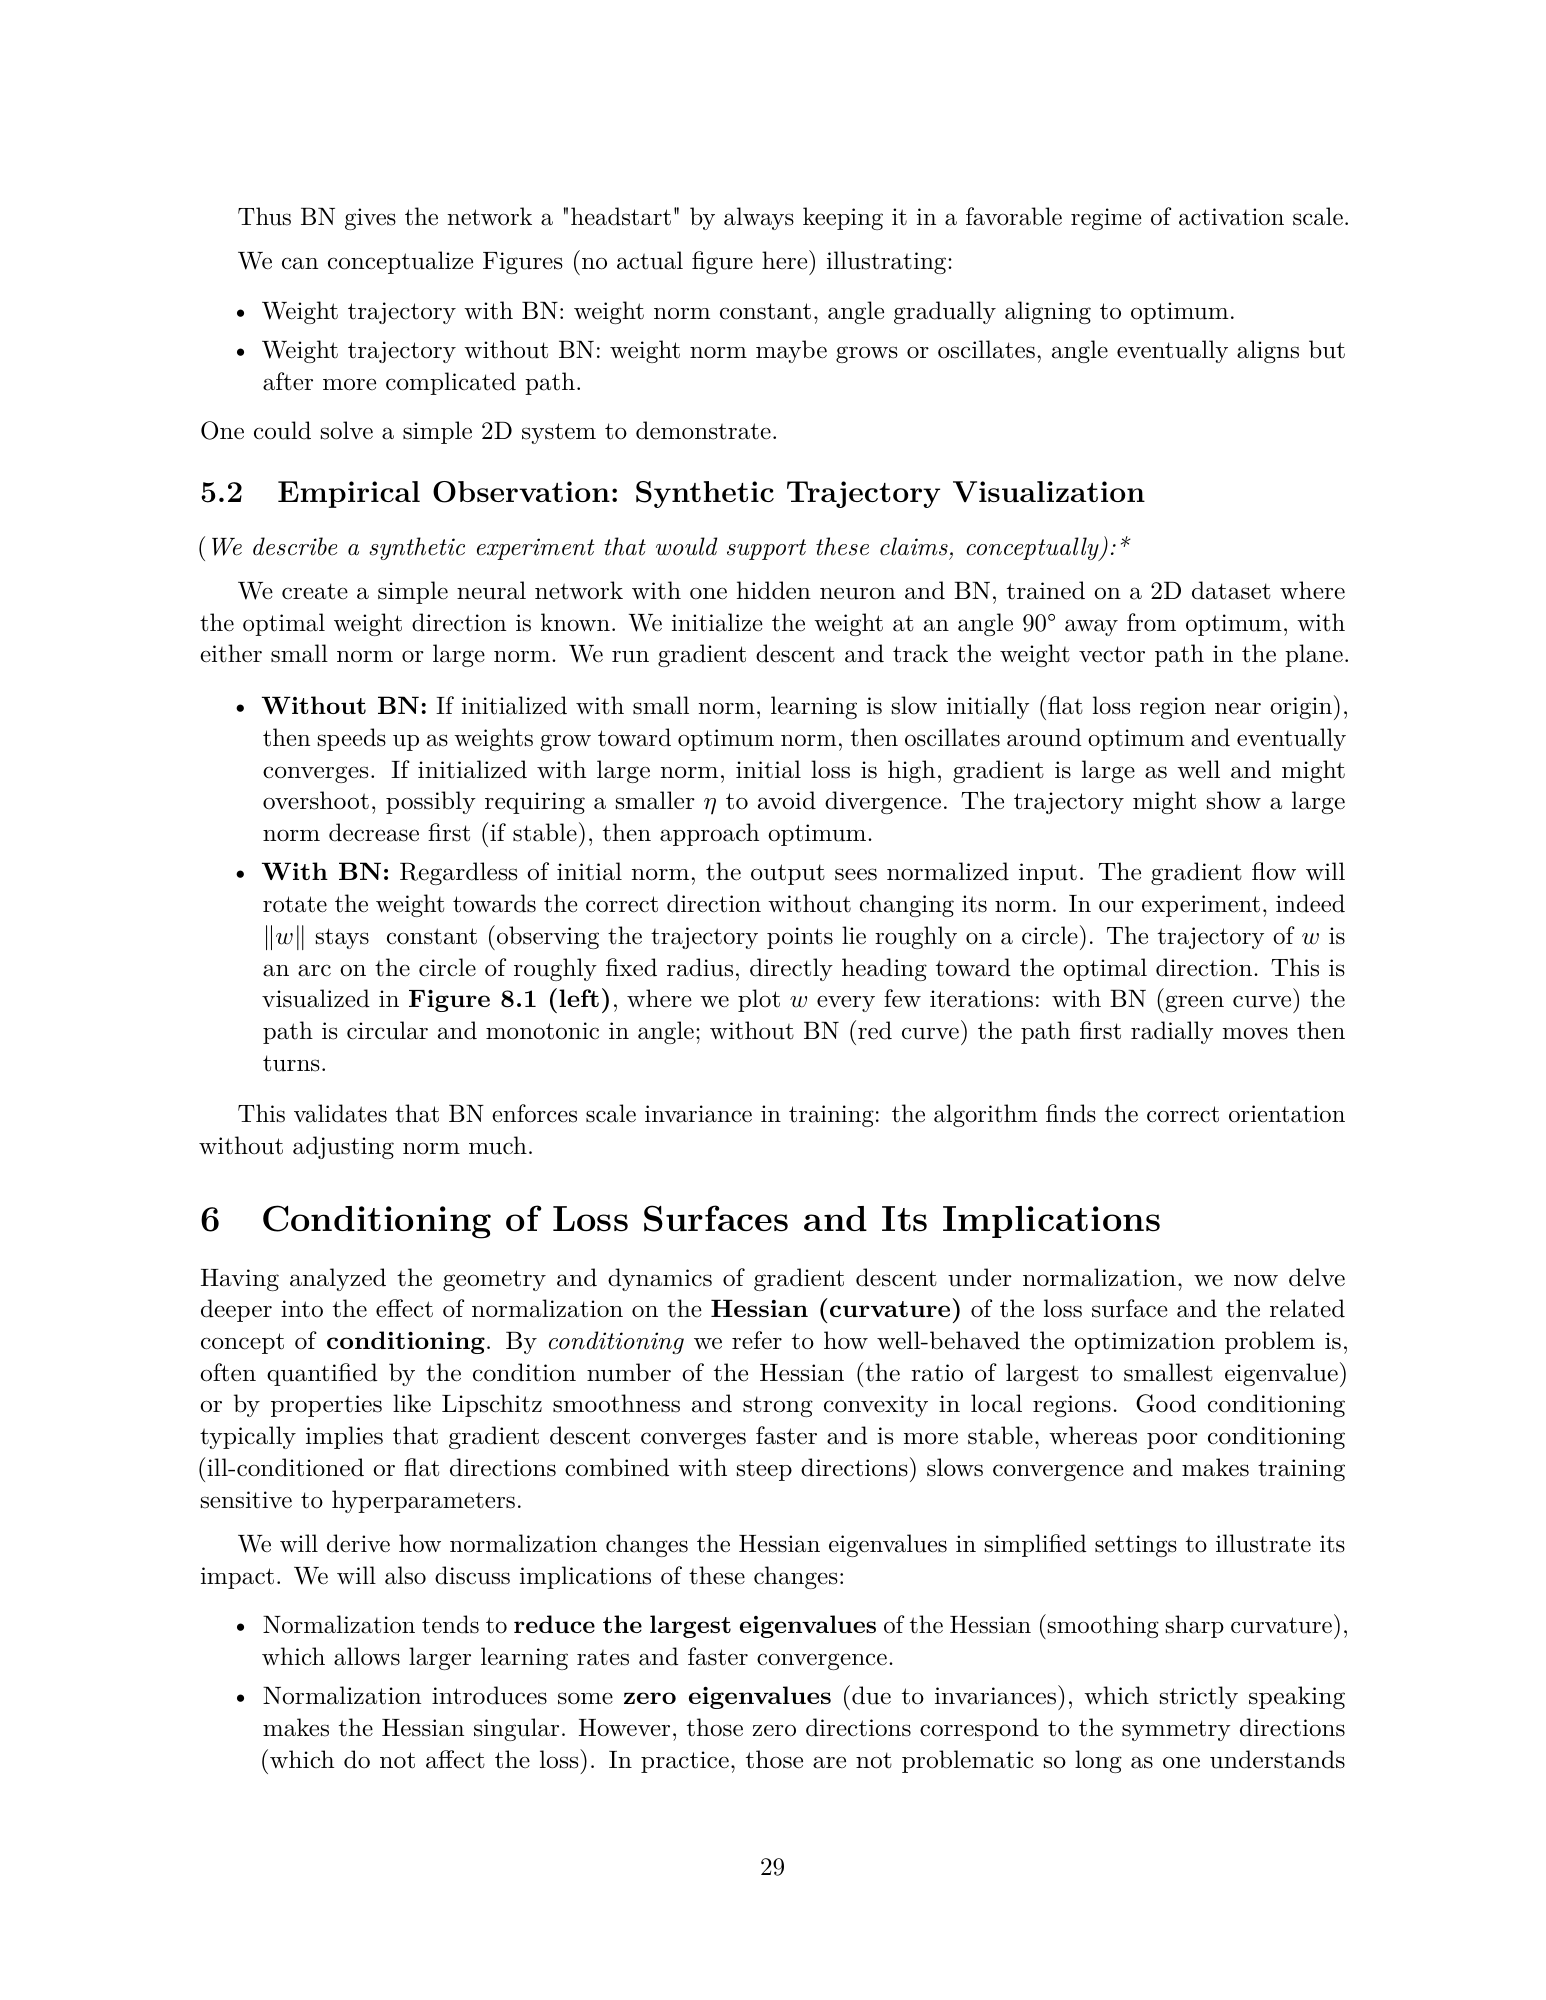 Thus BN gives the network a "headstart" by always keeping it in a favorable regime of activation scale.
We can conceptualize Figures (no actual figure here) illustrating:
• Weight trajectory with BN: weight norm constant, angle gradually aligning to optimum.
• Weight trajectory without BN: weight norm maybe grows or oscillates, angle eventually aligns but
after more complicated path.
One could solve a simple 2D system to demonstrate.
5.2 Empirical Observation: Synthetic Trajectory Visualization
(We describe a synthetic experiment that would support these claims, conceptually):*
We create a simple neural network with one hidden neuron and BN, trained on a 2D dataset where
the optimal weight direction is known. We initialize the weight at an angle 90° away from optimum, with
either small norm or large norm. We run gradient descent and track the weight vector path in the plane.
• Without BN: If initialized with small norm, learning is slow initially (flat loss region near origin),
then speeds up as weights grow toward optimum norm, then oscillates around optimum and eventually
converges. If initialized with large norm, initial loss is high, gradient is large as well and might
overshoot, possibly requiring a smaller η to avoid divergence. The trajectory might show a large
norm decrease first (if stable), then approach optimum.
• With BN: Regardless of initial norm, the output sees normalized input. The gradient flow will
rotate the weight towards the correct direction without changing its norm. In our experiment, indeed
∥w∥ stays constant (observing the trajectory points lie roughly on a circle). The trajectory of w is
an arc on the circle of roughly fixed radius, directly heading toward the optimal direction. This is
visualized in Figure 8.1 (left), where we plot w every few iterations: with BN (green curve) the
path is circular and monotonic in angle; without BN (red curve) the path first radially moves then
turns.
This validates that BN enforces scale invariance in training: the algorithm finds the correct orientation
without adjusting norm much.
6 Conditioning of Loss Surfaces and Its Implications
Having analyzed the geometry and dynamics of gradient descent under normalization, we now delve
deeper into the effect of normalization on the Hessian (curvature) of the loss surface and the related
concept of conditioning. By conditioning we refer to how well-behaved the optimization problem is,
often quantified by the condition number of the Hessian (the ratio of largest to smallest eigenvalue)
or by properties like Lipschitz smoothness and strong convexity in local regions. Good conditioning
typically implies that gradient descent converges faster and is more stable, whereas poor conditioning
(ill-conditioned or flat directions combined with steep directions) slows convergence and makes training
sensitive to hyperparameters.
We will derive how normalization changes the Hessian eigenvalues in simplified settings to illustrate its
impact. We will also discuss implications of these changes:
• Normalization tends to reduce the largest eigenvalues of the Hessian (smoothing sharp curvature),
which allows larger learning rates and faster convergence.
• Normalization introduces some zero eigenvalues (due to invariances), which strictly speaking
makes the Hessian singular. However, those zero directions correspond to the symmetry directions
(which do not affect the loss). In practice, those are not problematic so long as one understands
29